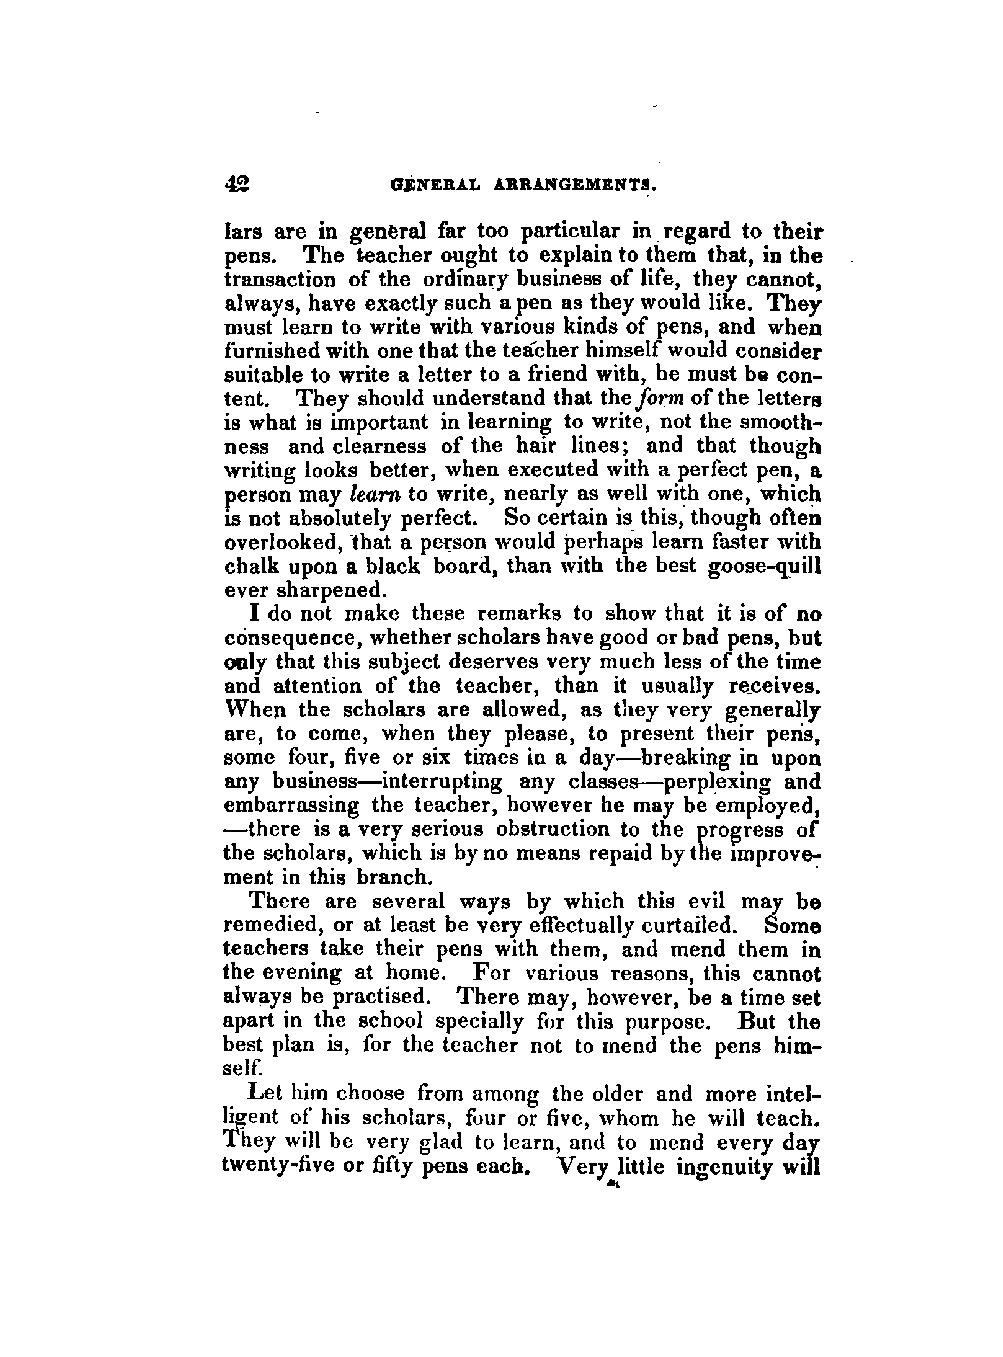 42 GENERAL ARRANGEMENTS.
lars are in general far too particular in regard to their
pens. The teacher ought to explain to them that, in the
transaction of the ordinary business of life, they cannot,
always, have exactly such a pen as they would like. They
must learn to write with various kinds of pens, and when
furnished with one that the teacher himself would consider
suitable to write a letter to a friend with, he must be con-
tent. They should understand that the form of the letters
is what is important in learning to write, not the smooth-
ness and clearness of the hair lines; and that though
writing looks better, when executed with a perfect pen, a
person may learn to write, nearly as well with one, which
is not absolutely perfect. So certain is this, though often
overlooked, that a person would perhaps learn faster with
chalk upon a black board, than with the best goose-quill
ever sharpened.
I do not make these remarks to show that it is of no
consequence, whether scholars have good or bad pens, but
only that this subject deserves very much less of the time
and attention of the teacher, than it usually receives.
When the scholars are allowed, as they very generally
are, to come, when they please, to present their pens,
some four, five or six times in a day—breaking in upon
any business—interrupting any classes—perplexing and
embarrassing the teacher, however he may be employed,
—there is a very serious obstruction to the progress of
the scholars, which is by no means repaid by the improve-
ment in this branch.
There are several ways by which this evil may be
remedied, or at least be very effectually curtailed. Some
teachers take their pens with them, and mend them in
the evening at home. For various reasons, this cannot
always be practised. There may, however, be a time set
apart in the school specially for this purpose. But the
best plan is, for the teacher not to mend the pens him-
self.
Let him choose from among the older and more intel-
ligent of his scholars, four or five, whom he will teach.
They will be very glad to learn, and to mend every day
twenty-five or fifty pens each. Very little ingenuity will